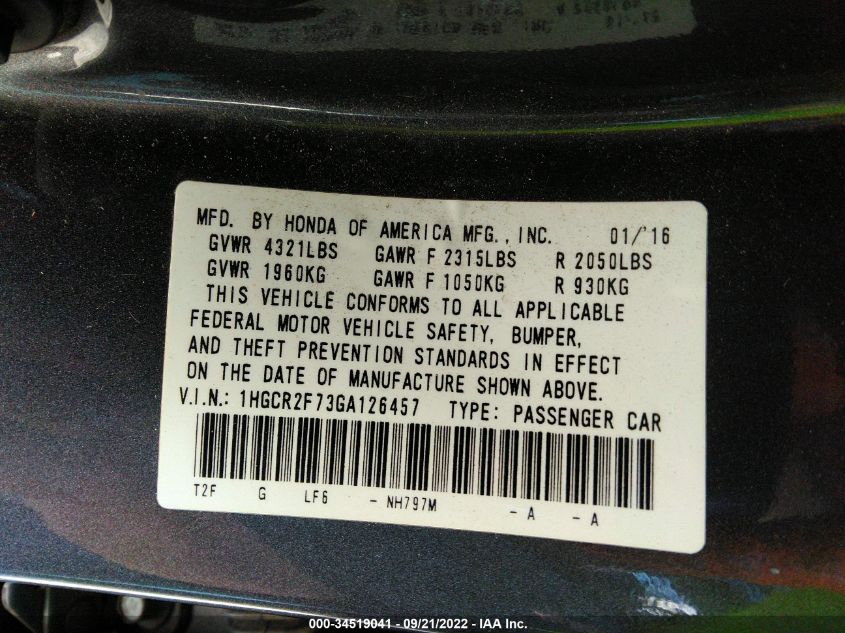 MFD. BY HONDA OF AMERICA MFG., INC. 01/'16
GVWR 4321LBS GAWR F 2315LBS R 2050LBS
GVWR 1960KG GAWR F 1050KG R 930KG
THIS VEHICLE CONFORMS TO ALL APPLICABLE
FEDERAL MOTOR VEHICLE SAFETY, BUMPER,
AND THEFT PREVENTION STANDARDS IN EFFECT
ON THE DATE OF MANUFACTURE SHOWN ABOVE.
V.I.N.: 1HGCR2F73GA126457 TYPE: PASSENGER CAR
T2F G LF6 - NH797M - A - A
000-34519041 - 09/21/2022 - IAA Inc.